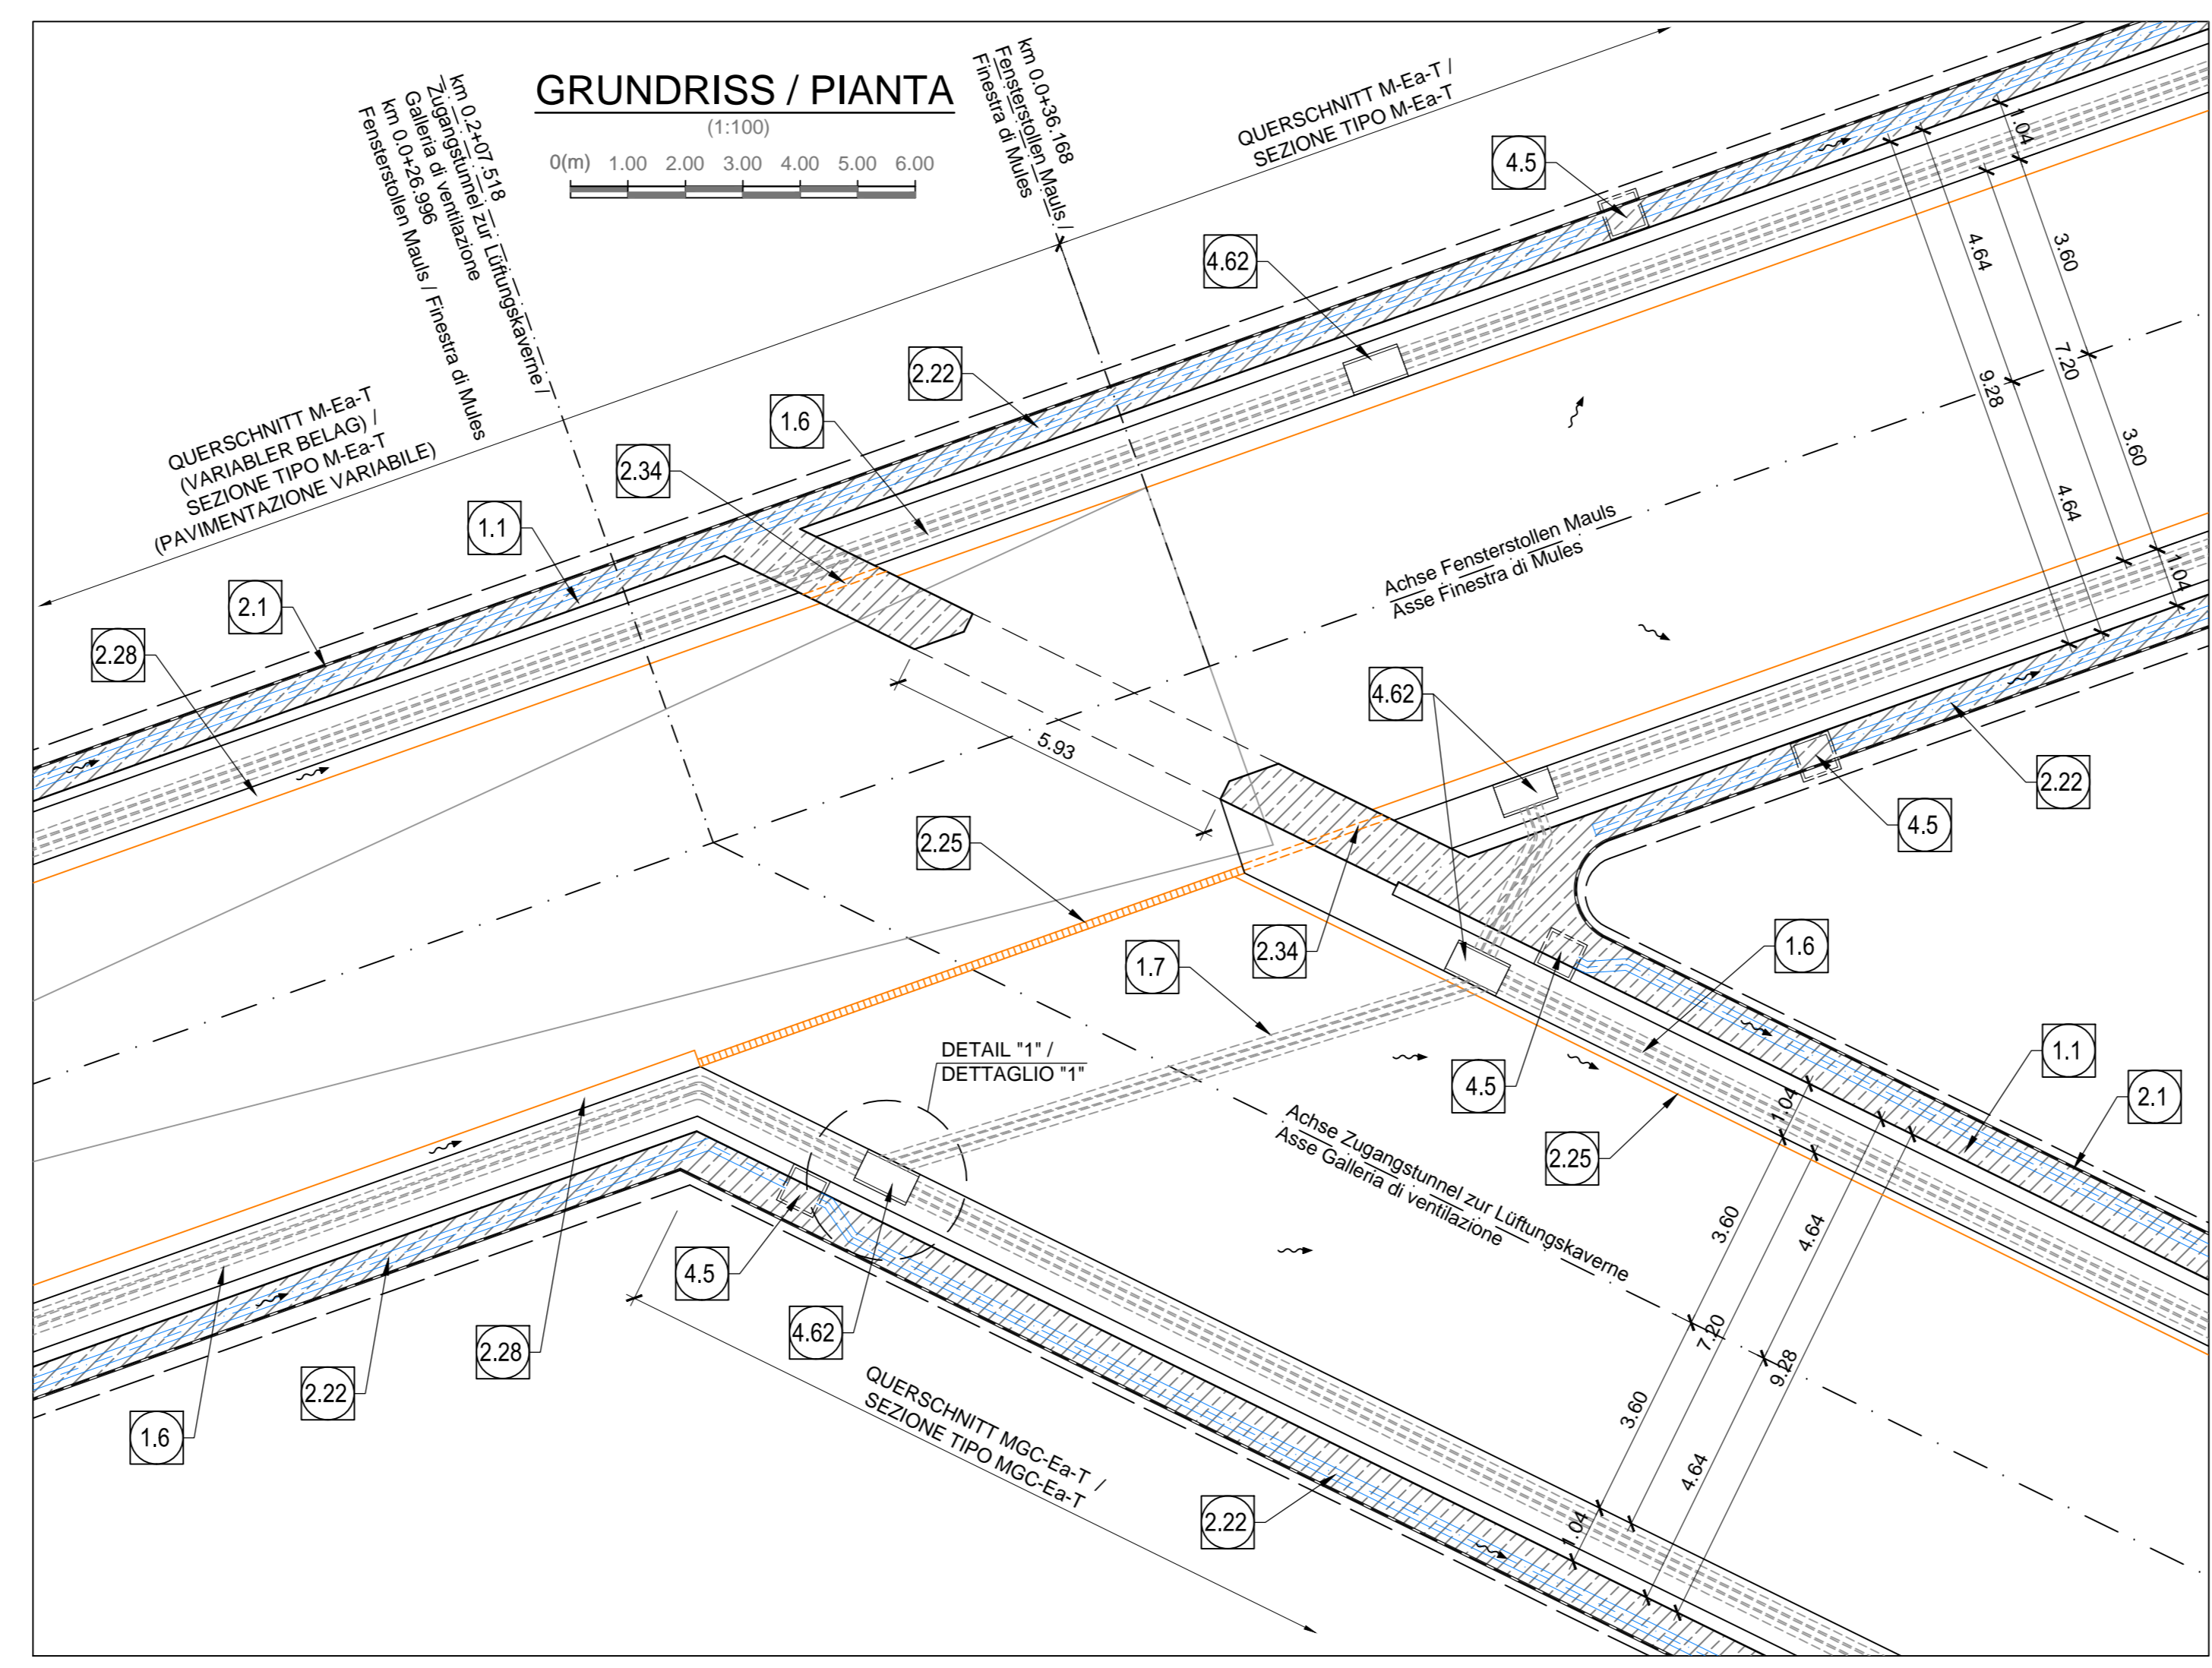 GRUNDRISS / PIANTA
(1:100)
0(m) 1.00 2.00 3.00 4.00 5.00 6.00
km 0.2+07.518
Zugangstunnel zur Lüftungskaverne /
Galleria di ventilazione
km 0.0+26.996
Fensterstollen Mauls / Finestra di Mules
km 0.0+36.168
Fensterstollen Mauls /
Finestra di Mules
QUERSCHNITT M-Ea-T /
SEZIONE TIPO M-Ea-T
QUERSCHNITT M-Ea-T
(VARIABLER BELAG) /
SEZIONE TIPO M-Ea-T
(PAVIMENTAZIONE VARIABILE)
4.5
4.62
2.22
1.6
2.34
1.1
2.1
2.28
1.04
3.60
4.64
7.20
9.28
3.60
4.64
1.04
Achse Fensterstollen Mauls
Asse Finestra di Mules
4.62
5.93
2.22
4.5
2.25
2.34
1.7
1.6
4.5
1.1
2.1
2.25
DETAIL "1" /
DETTAGLIO "1"
Achse Zugangstunnel zur Lüftungskaverne
Asse Galleria di ventilazione
1.04
3.60
4.64
7.20
9.28
3.60
4.64
1.04
4.5
4.62
2.28
2.22
1.6
QUERSCHNITT MGC-Ea-T /
SEZIONE TIPO MGC-Ea-T
2.22